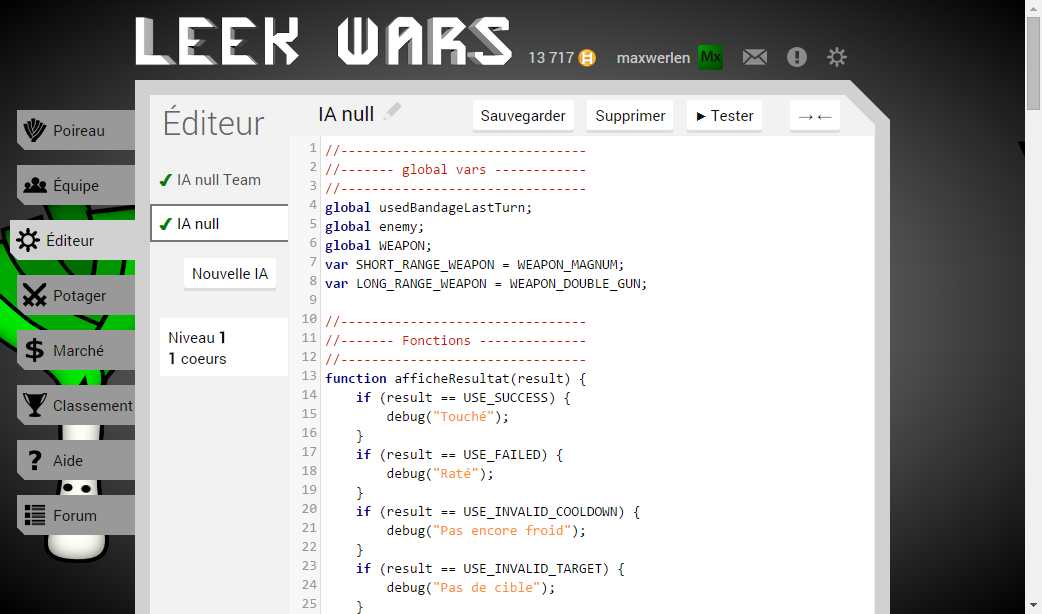 LEEK WARS
13 717
maxwerlen Mx
Poireau
Équipe
Éditeur
Potager
Marché
Classement
Aide
Forum
Éditeur
IA null Team
IA null
Nouvelle IA
Niveau 1
1 coeurs
IA null
Sauvegarder Supprimer ► Tester →←
1 //--------------------------------
2 //------- global vars ------------
3 //--------------------------------
4 global usedBandageLastTurn;
5 global enemy;
6 global WEAPON;
7 var SHORT_RANGE_WEAPON = WEAPON_MAGNUM;
8 var LONG_RANGE_WEAPON = WEAPON_DOUBLE_GUN;
9
10 //--------------------------------
11 //------- Fonctions --------------
12 //--------------------------------
13 function afficheResultat(result) {
14     if (result == USE_SUCCESS) {
15         debug("Touché");
16     }
17     if (result == USE_FAILED) {
18         debug("Raté");
19     }
20     if (result == USE_INVALID_COOLDOWN) {
21         debug("Pas encore froid");
22     }
23     if (result == USE_INVALID_TARGET) {
24         debug("Pas de cible");
25     }